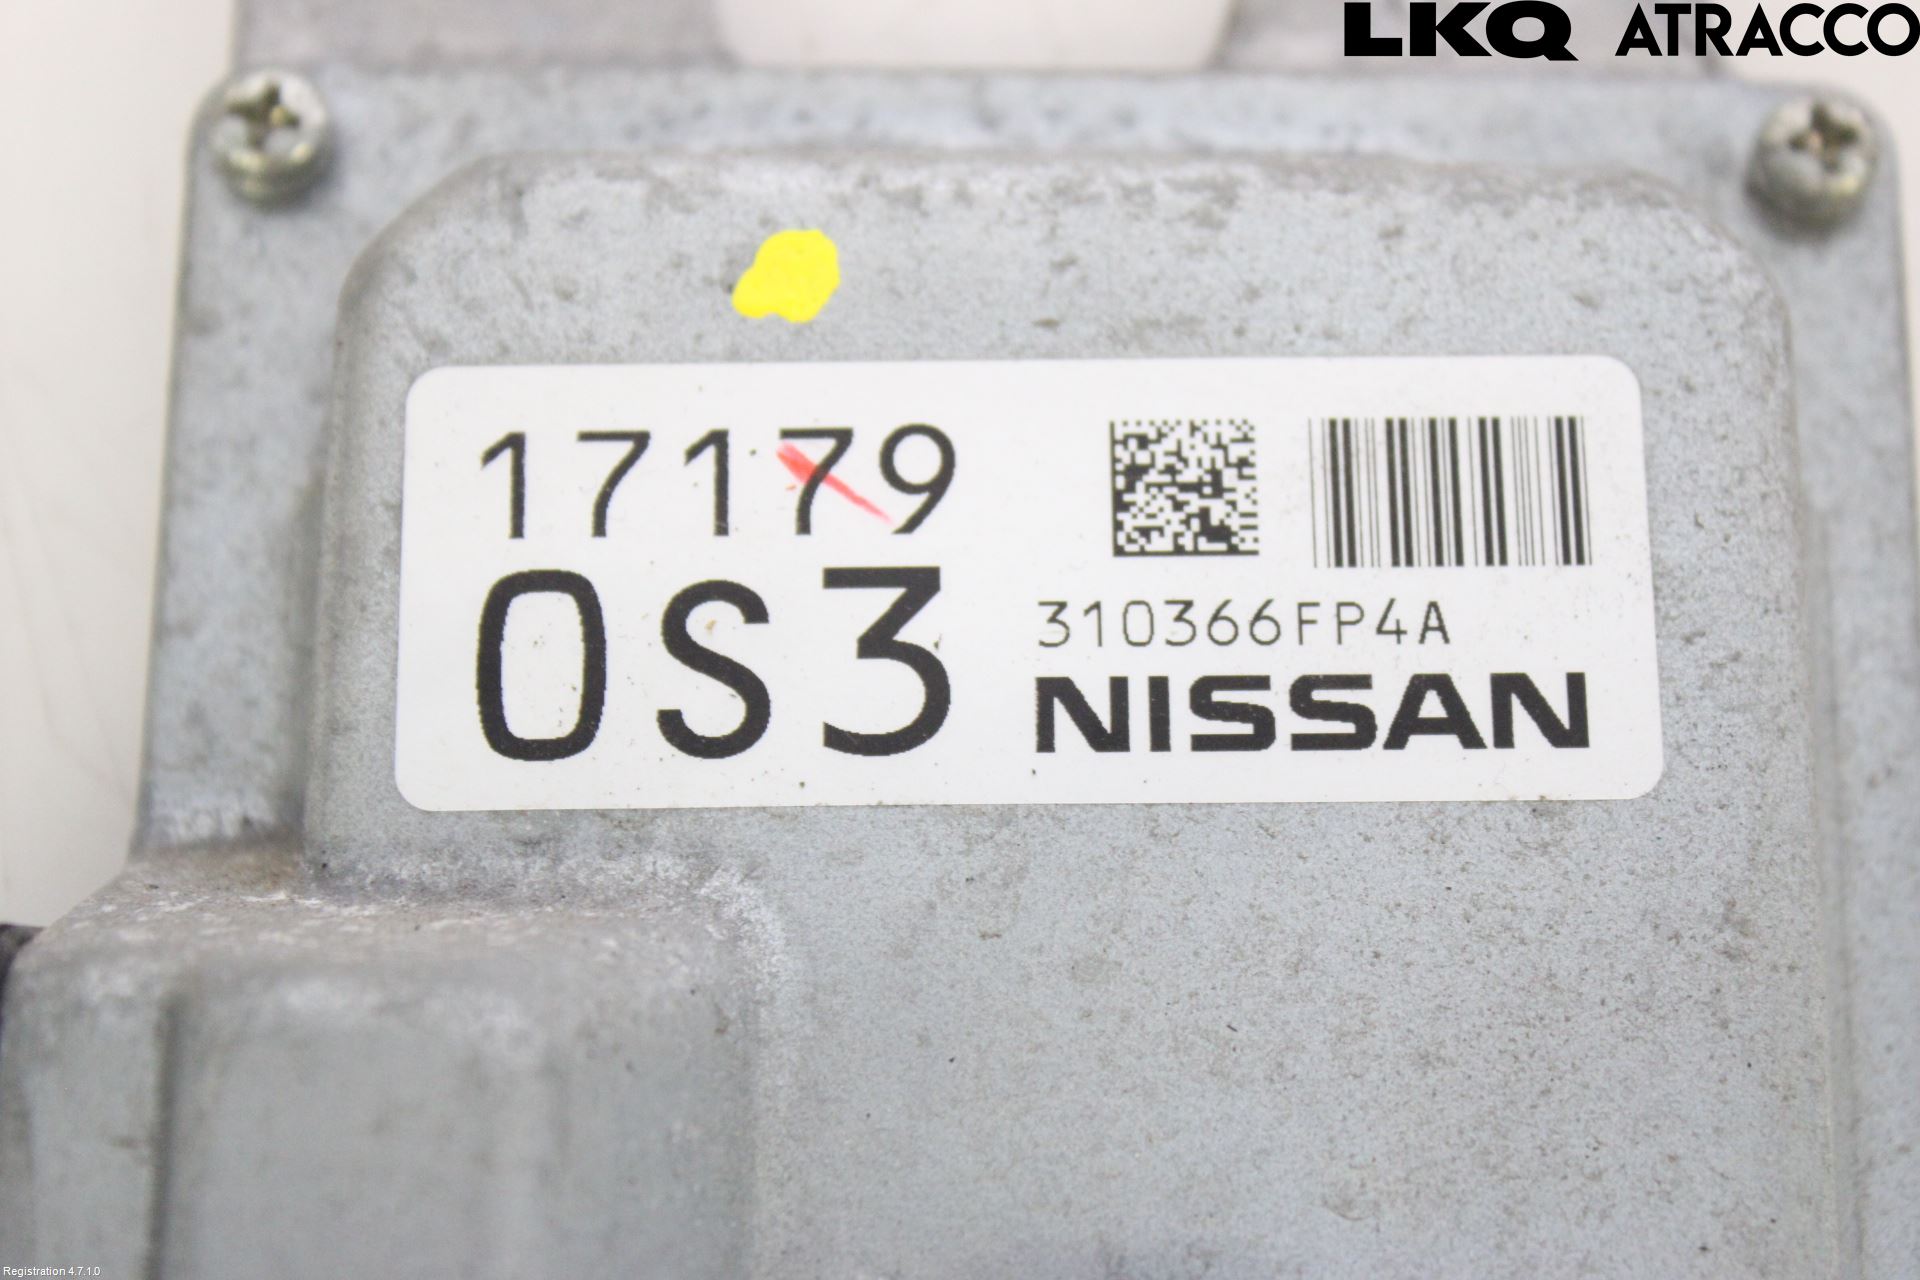 LKQ ATRACCO
17179
0S3
310366FP4A
NISSAN
Registration 4.7.1.0